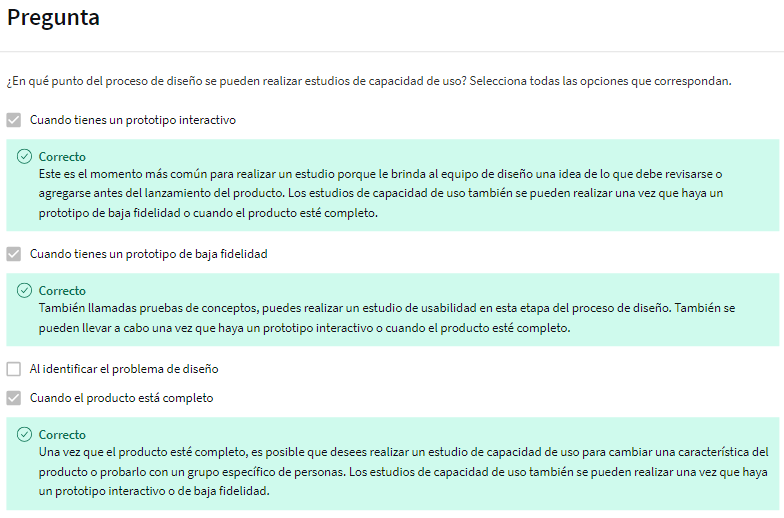 Pregunta
¿En qué punto del proceso de diseño se pueden realizar estudios de capacidad de uso? Selecciona todas las opciones que correspondan.
Cuando tienes un prototipo interactivo
Correcto
Este es el momento más común para realizar un estudio porque le brinda al equipo de diseño una idea de lo que debe revisarse o
agregarse antes del lanzamiento del producto. Los estudios de capacidad de uso también se pueden realizar una vez que haya un
prototipo de baja fidelidad o cuando el producto esté completo.
Cuando tienes un prototipo de baja fidelidad
Correcto
También llamadas pruebas de conceptos, puedes realizar un estudio de usabilidad en esta etapa del proceso de diseño. También se
pueden llevar a cabo una vez que haya un prototipo interactivo o cuando el producto esté completo.
Al identificar el problema de diseño
Cuando el producto está completo
Correcto
Una vez que el producto esté completo, es posible que desees realizar un estudio de capacidad de uso para cambiar una característica del
producto o probarlo con un grupo específico de personas. Los estudios de capacidad de uso también se pueden realizar una vez que haya
un prototipo interactivo o de baja fidelidad.